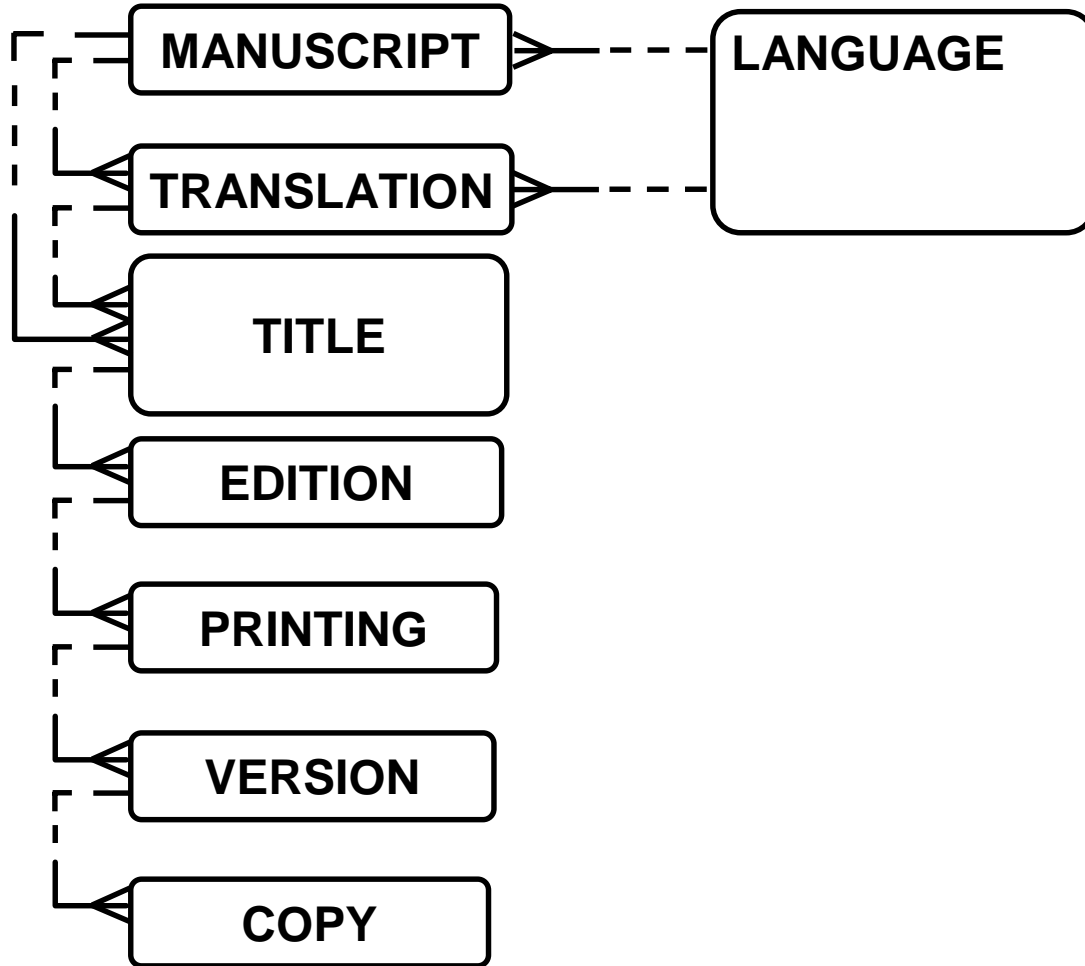 MANUSCRIPT
LANGUAGE
TRANSLATION
TITLE
EDITION
PRINTING
VERSION
COPY